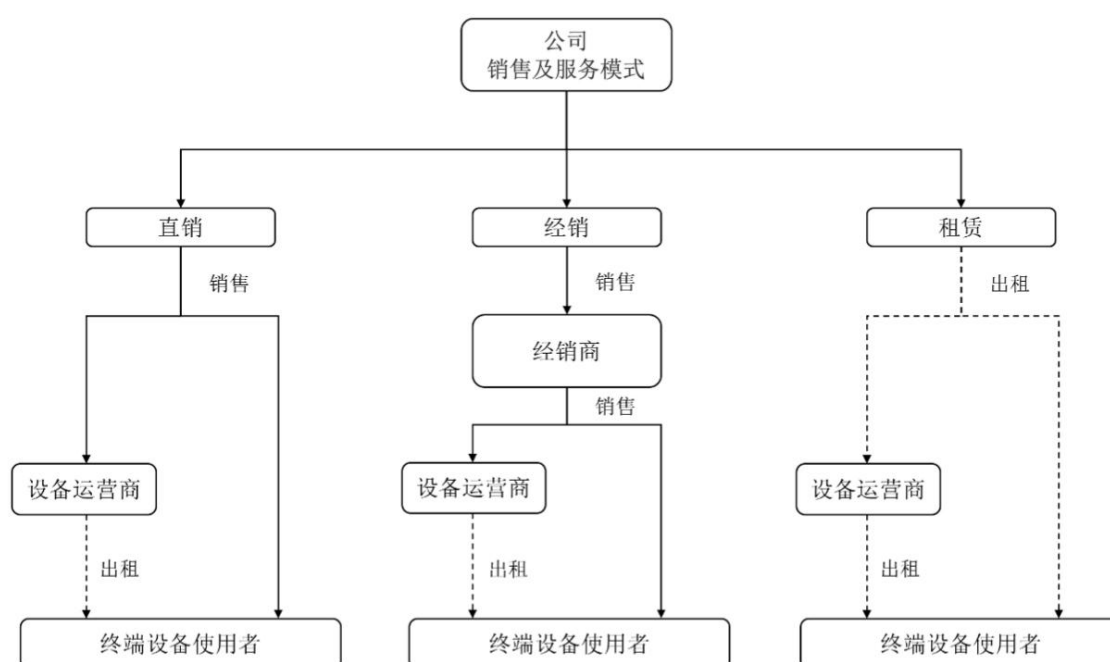 公司
销售及服务模式
直销
经销
租赁
销售
销售
出租
经销商
销售
设备运营商
设备运营商
设备运营商
出租
出租
出租
终端设备使用者
终端设备使用者
终端设备使用者